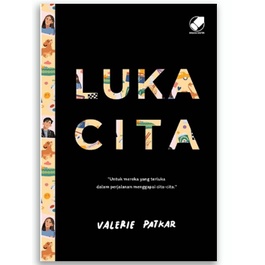 LUKA
CITA
"Untuk mereka yang terluka
dalam perjalanan menggapai cita-cita."
VALERIE PATKAR